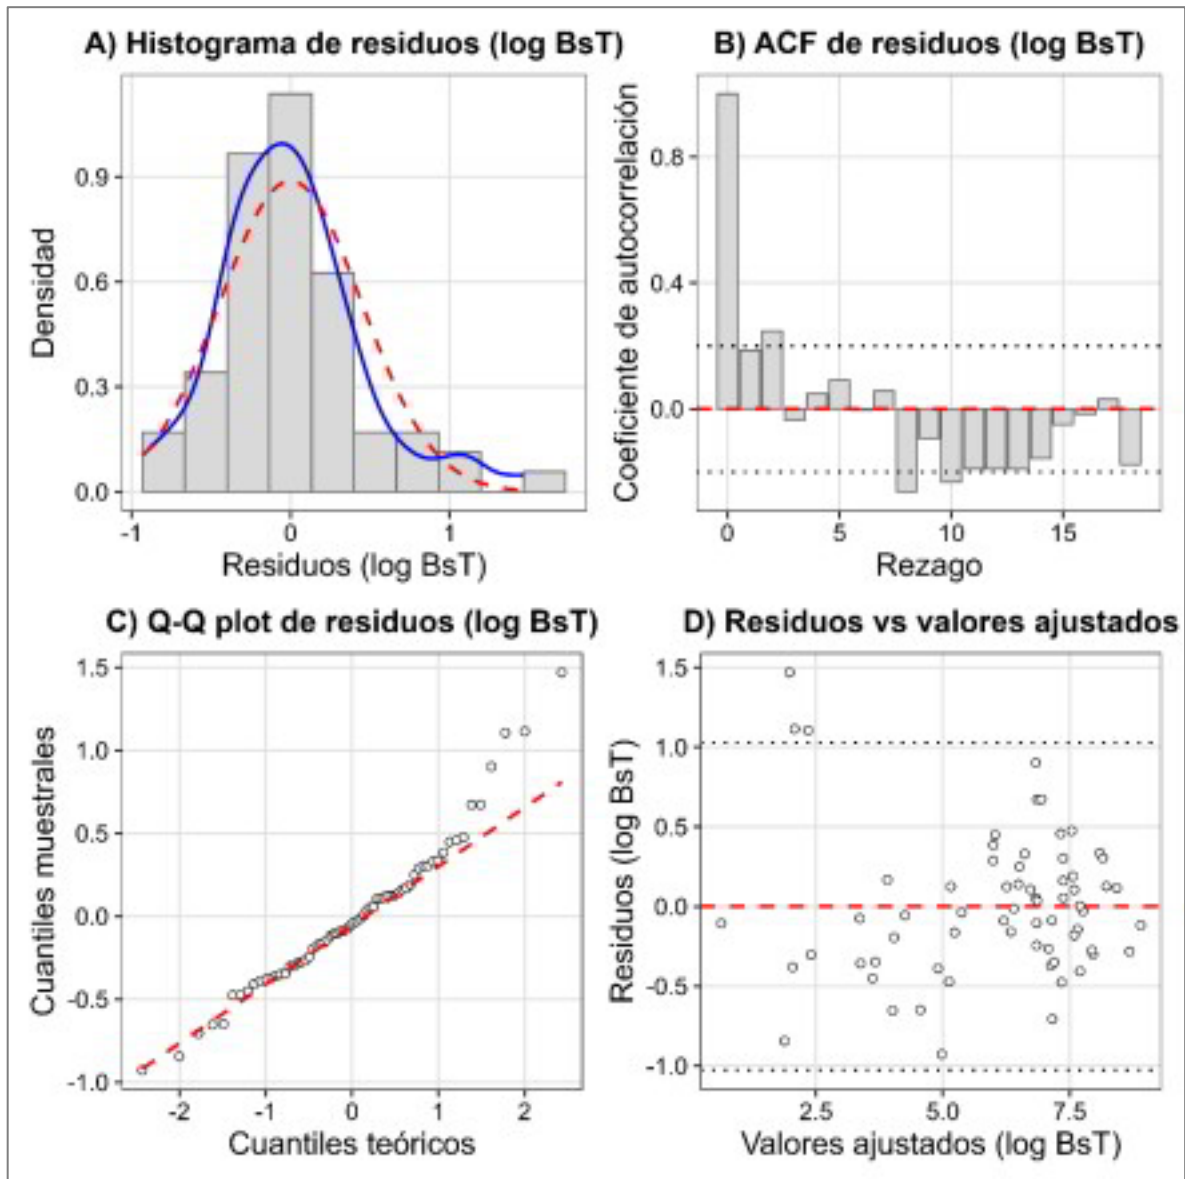 A) Histograma de residuos (log BsT)
Densidad
0.9
0.6
0.3
0.0
-1
0
1
Residuos (log BsT)
B) ACF de residuos (log BsT)
Coeficiente de autocorrelación
0.8
0.4
0.0
0
5
10
15
Rezago
C) Q-Q plot de residuos (log BsT)
Cuantiles muestrales
1.5
1.0
0.5
0.0
-0.5
-1.0
-2
-1
0
1
2
Cuantiles teóricos
D) Residuos vs valores ajustados
Residuos (log BsT)
1.5
1.0
0.5
0.0
-0.5
-1.0
2.5
5.0
7.5
Valores ajustados (log BsT)